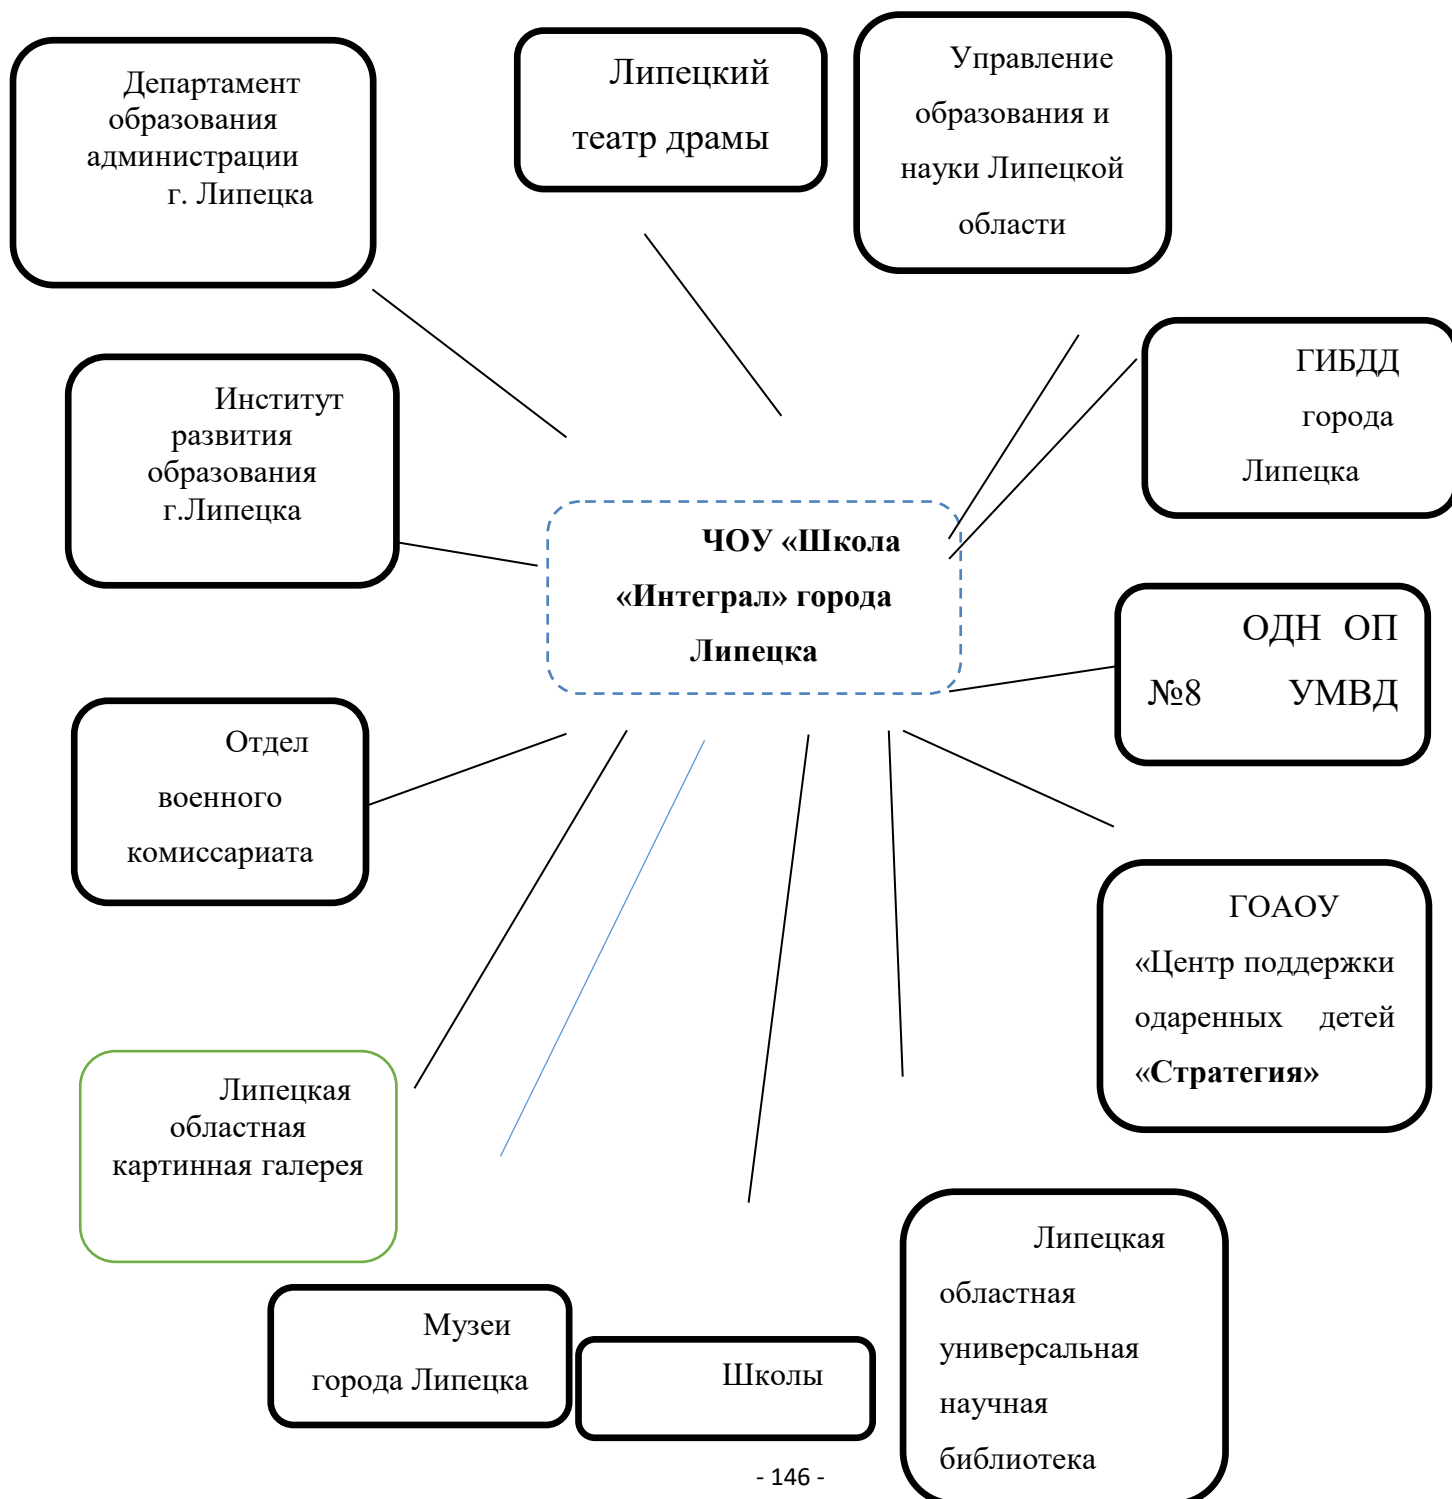 Департамент
образования
администрации
г. Липецка
Липецкий
театр драмы
Управление
образования и
науки Липецкой
области
Институт
развития
образования
г.Липецка
ГИБДД
города
Липецка
ЧОУ «Школа
«Интеграл» города
Липецка
ОДН ОП
№8 УМВД
Отдел
военного
комиссариата
ГОАОУ
«Центр поддержки
одаренных детей
«Стратегия»
Липецкая
областная
картинная галерея
Музеи
города Липецка
Школы
Липецкая
областная
универсальная
научная
библиотека
- 146 -